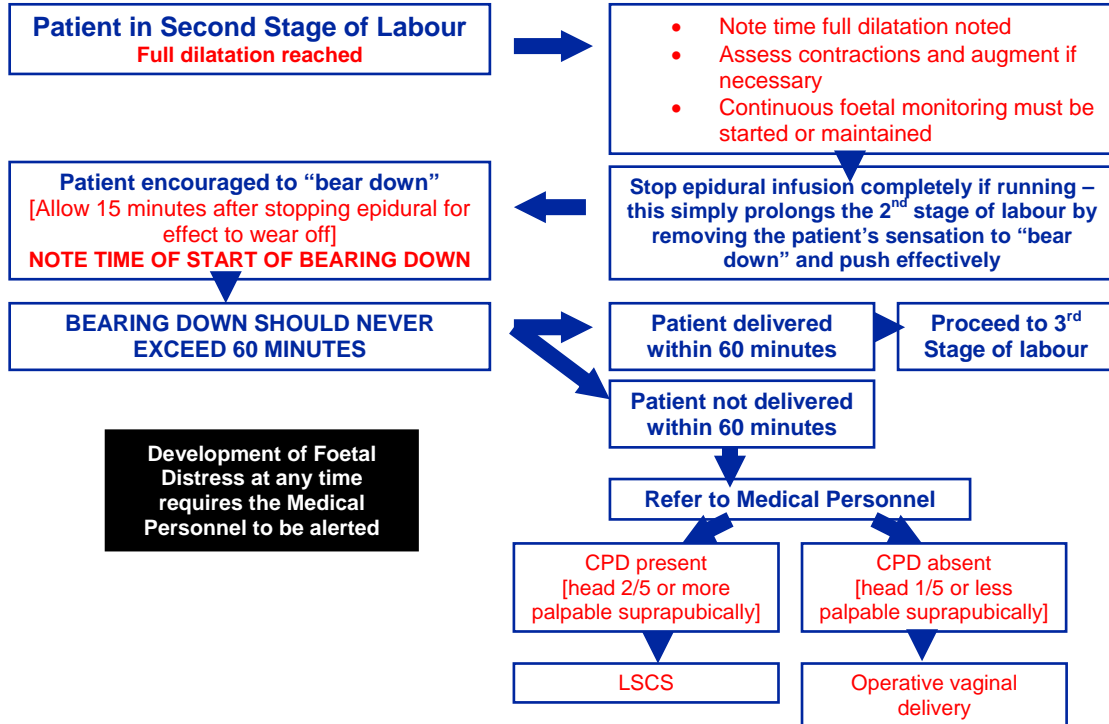 Patient in Second Stage of Labour
Full dilatation reached
• Note time full dilatation noted
• Assess contractions and augment if
necessary
• Continuous foetal monitoring must be
started or maintained
Stop epidural infusion completely if running –
this simply prolongs the 2nd stage of labour by
removing the patient’s sensation to “bear
down” and push effectively
Patient encouraged to “bear down”
[Allow 15 minutes after stopping epidural for
effect to wear off]
NOTE TIME OF START OF BEARING DOWN
BEARING DOWN SHOULD NEVER
EXCEED 60 MINUTES
Patient delivered
within 60 minutes
Proceed to 3rd
Stage of labour
Patient not delivered
within 60 minutes
Development of Foetal
Distress at any time
requires the Medical
Personnel to be alerted
Refer to Medical Personnel
CPD present
[head 2/5 or more
palpable suprapubically]
CPD absent
[head 1/5 or less
palpable suprapubically]
LSCS
Operative vaginal
delivery